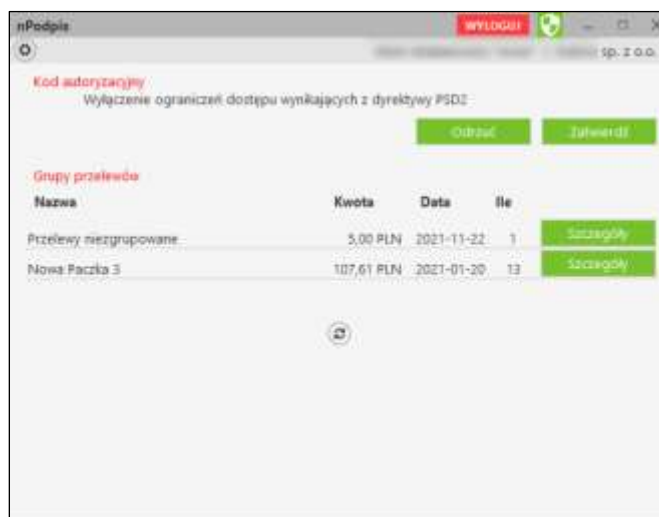 nPodpis WYLOGUJ
sp. z o.o.
Kod autoryzacyjny
Wyłączenie ograniczeń dostępu wynikających z dyrektywy PSD2
Odrzuć Zatwierdź
Grupy przelewów
Nazwa Kwota Data Ile
Przelewy niezgrupowane 5,00 PLN 2021-11-22 1 Szczegóły
Nowa Paczka 3 107,61 PLN 2021-01-20 13 Szczegóły